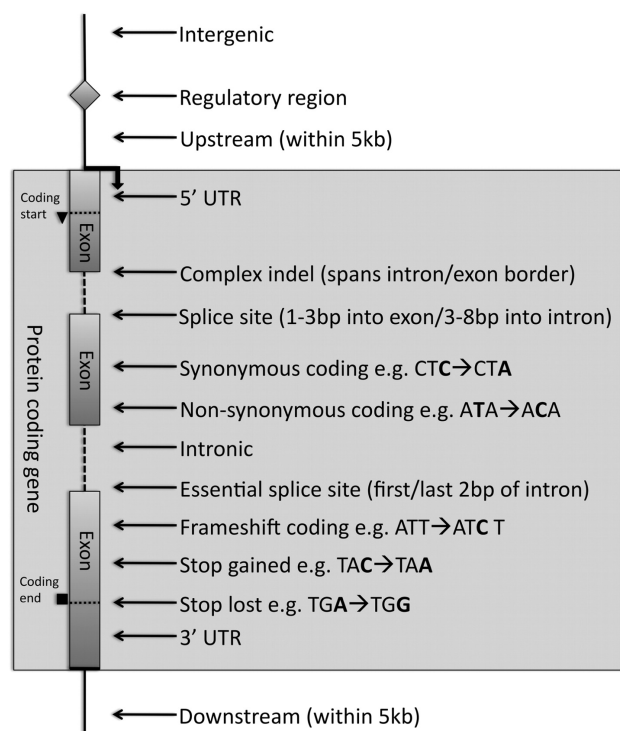 Intergenic
Regulatory region
Upstream (within 5kb)
Coding
start
5’ UTR
Exon
Complex indel (spans intron/exon border)
Splice site (1-3bp into exon/3-8bp into intron)
Protein coding gene
Exon
Synonymous coding e.g. CTC→CTA
Non-synonymous coding e.g. ATA→ACA
Intronic
Essential splice site (first/last 2bp of intron)
Exon
Frameshift coding e.g. ATT→ATC T
Stop gained e.g. TAC→TAA
Coding
end
Stop lost e.g. TGA→TGG
3’ UTR
Downstream (within 5kb)